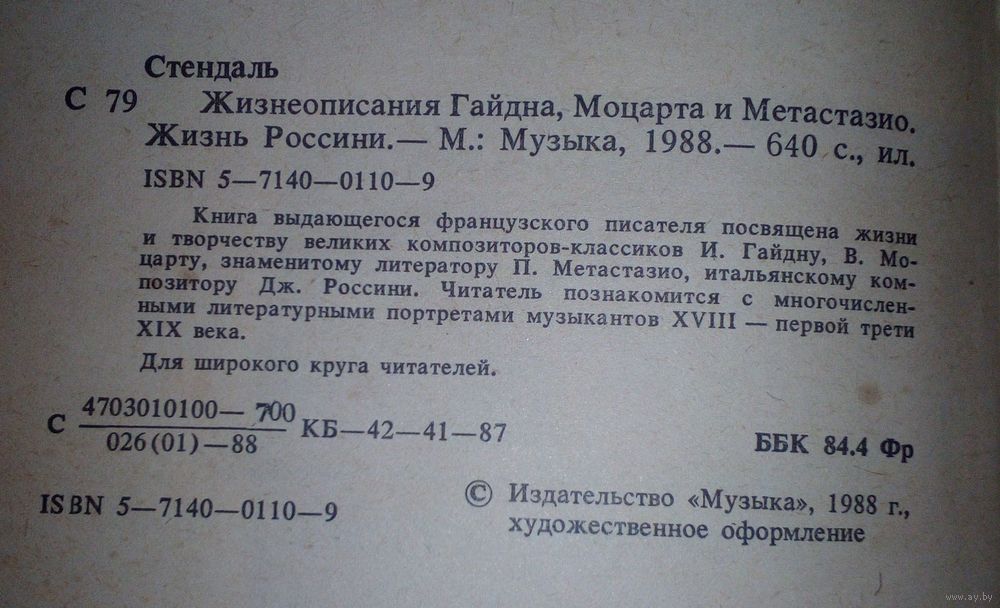 Стендаль
С 79 Жизнеописания Гайдна, Моцарта и Метастазио.
Жизнь Россини.— М.: Музыка, 1988.— 640 с., ил.
ISBN 5—7140—0110—9
Книга выдающегося французского писателя посвящена жизни
и творчеству великих композиторов-классиков И. Гайдну, В. Мо-
царту, знаменитому литератору П. Метастазио, итальянскому ком-
позитору Дж. Россини. Читатель познакомится с многочислен-
ными литературными портретами музыкантов XVIII — первой трети
XIX века.
Для широкого круга читателей.
С 4703010100— 700 КБ—42—41—87
026(01)—88
ББК 84.4 Фр
ISBN 5—7140—0110—9
© Издательство «Музыка», 1988 г.,
художественное оформление
www.ay.by